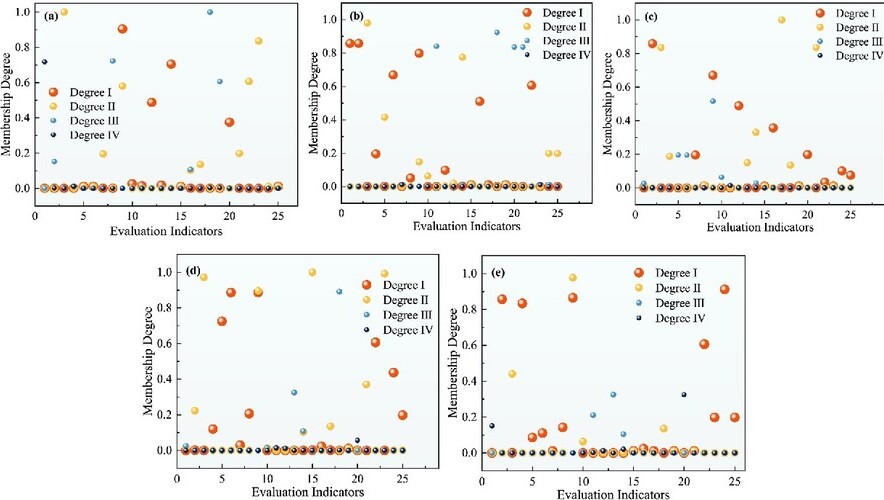 (a)
Membership Degree
1.0
0.8
0.6
0.4
0.2
0.0
Degree I
Degree II
Degree III
Degree IV
0 5 10 15 20 25
Evaluation Indicators
(b)
Membership Degree
1.0
0.8
0.6
0.4
0.2
0.0
Degree I
Degree II
Degree III
Degree IV
0 5 10 15 20 25
Evaluation Indicators
(c)
Membership Degree
1.0
0.8
0.6
0.4
0.2
0.0
Degree I
Degree II
Degree III
Degree IV
0 5 10 15 20 25
Evaluation Indicators
(d)
Membership Degree
1.0
0.8
0.6
0.4
0.2
0.0
Degree I
Degree II
Degree III
Degree IV
0 5 10 15 20 25
Evaluation Indicators
(e)
Membership Degree
1.0
0.8
0.6
0.4
0.2
0.0
Degree I
Degree II
Degree III
Degree IV
0 5 10 15 20 25
Evaluation Indicators